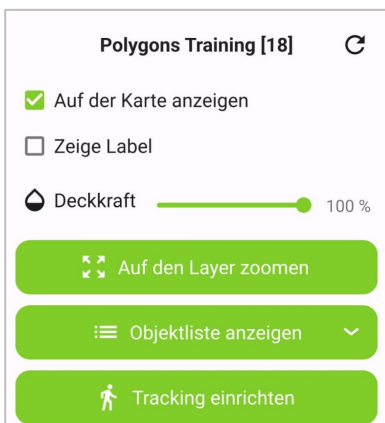 Polygons Training [18]
Auf der Karte anzeigen
Zeige Label
Deckkraft 100 %
Auf den Layer zoomen
Objektliste anzeigen
Tracking einrichten